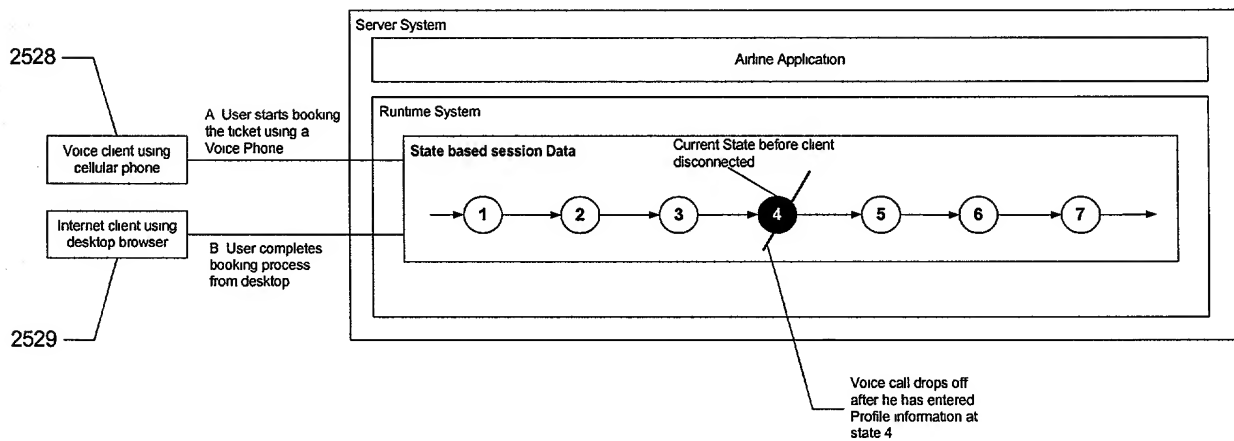 Server System
2528
Airline Application
A User starts booking
the ticket using a
Voice Phone
Runtime System
Voice client using
cellular phone
State based session Data
Current State before client
disconnected
1
2
3
4
5
6
7
Internet client using
desktop browser
B User completes
booking process
from desktop
2529
Voice call drops off
after he has entered
Profile information at
state 4